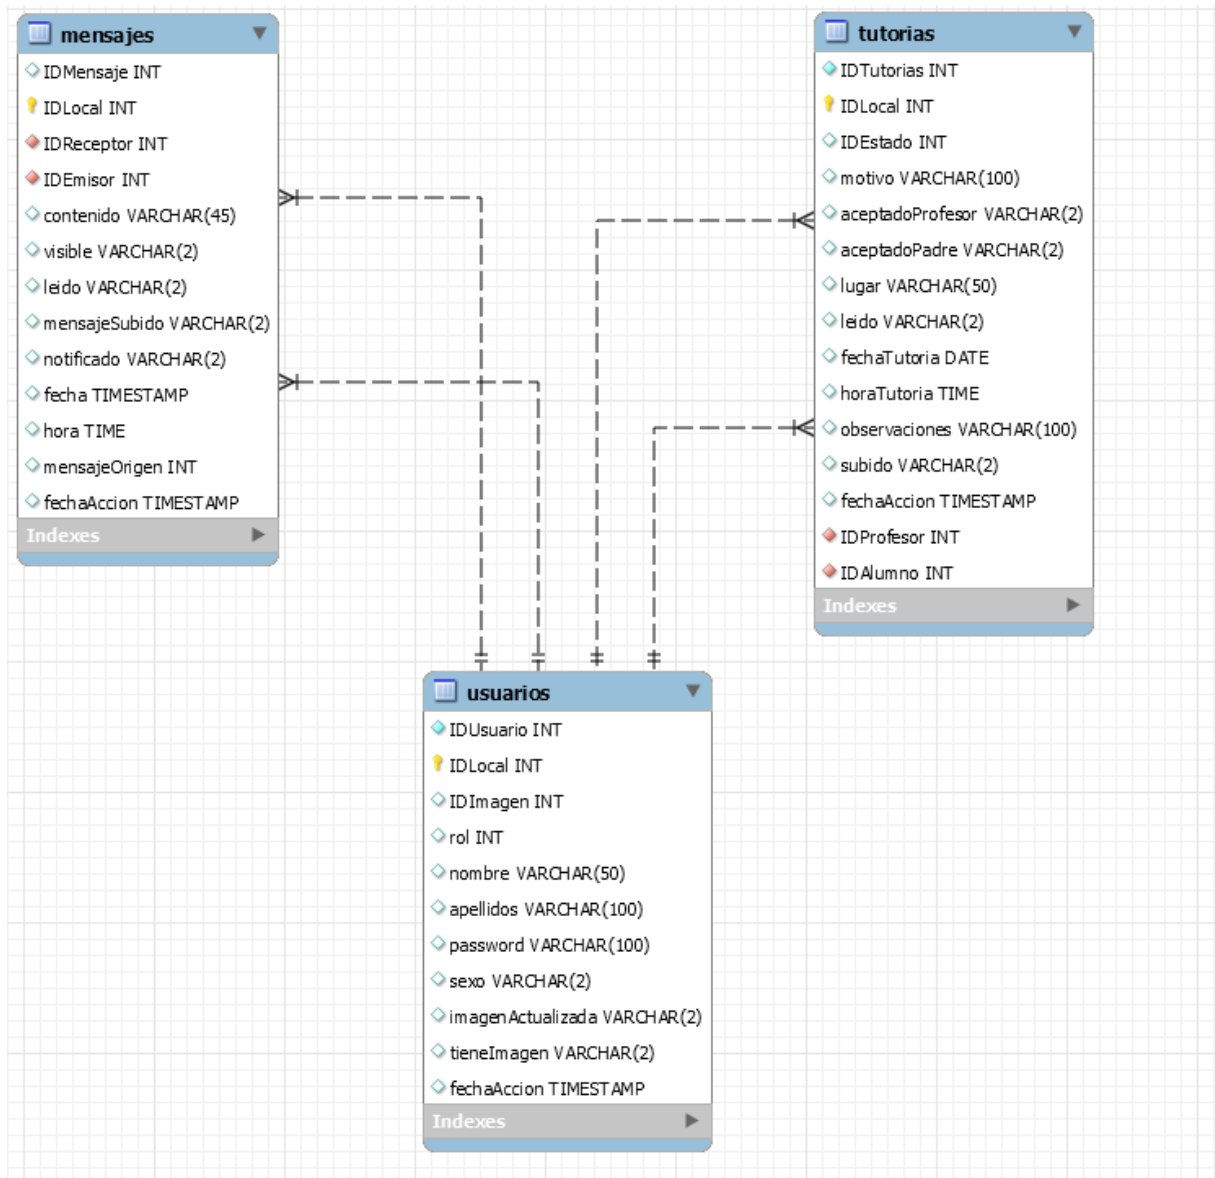 mensajes
IDMensaje INT
IDLocal INT
IDReceptor INT
IDEmisor INT
contenido VARCHAR(45)
visible VARCHAR(2)
leido VARCHAR(2)
mensajeSubido VARCHAR(2)
notificado VARCHAR(2)
fecha TIMESTAMP
hora TIME
mensajeOrigen INT
fechaAccion TIMESTAMP
Indexes
tutorias
IDTutorias INT
IDLocal INT
IDEstado INT
motivo VARCHAR(100)
aceptadoProfesor VARCHAR(2)
aceptadoPadre VARCHAR(2)
lugar VARCHAR(50)
leido VARCHAR(2)
fechaTutoria DATE
horaTutoria TIME
observaciones VARCHAR(100)
subido VARCHAR(2)
fechaAccion TIMESTAMP
IDProfesor INT
IDAlumno INT
Indexes
usuarios
IDUsuario INT
IDLocal INT
IDImagen INT
rol INT
nombre VARCHAR(50)
apellidos VARCHAR(100)
password VARCHAR(100)
sexo VARCHAR(2)
imagenActualizada VARCHAR(2)
tieneImagen VARCHAR(2)
fechaAccion TIMESTAMP
Indexes